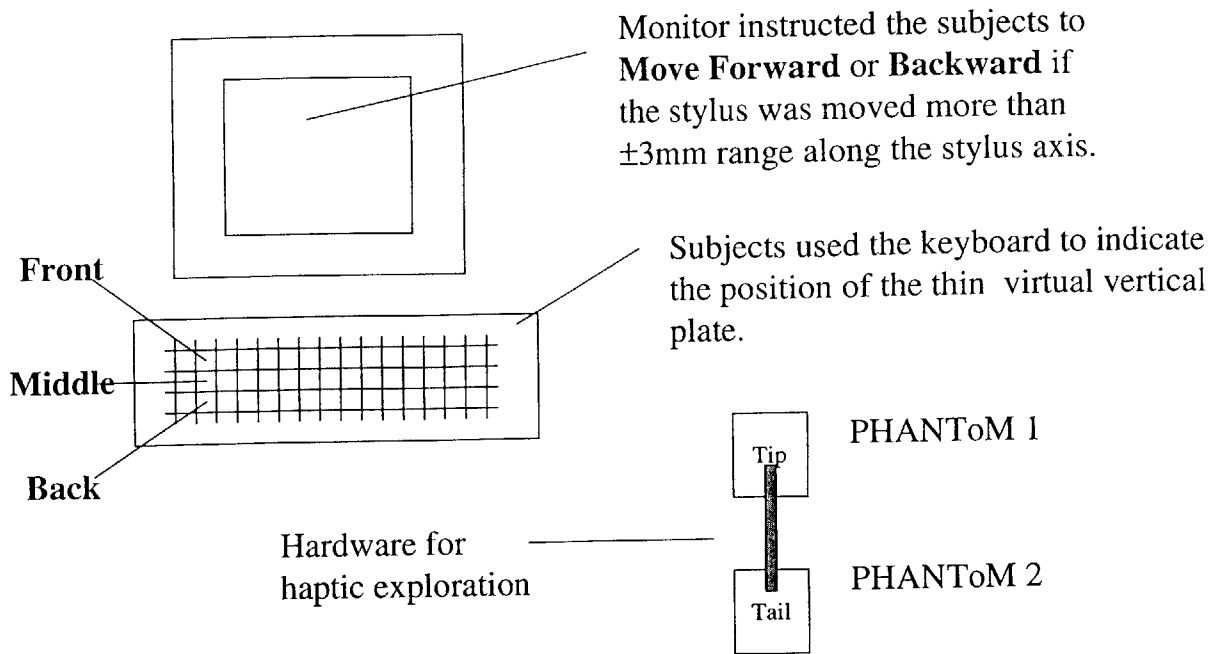 Monitor instructed the subjects to
Move Forward or Backward if
the stylus was moved more than
±3mm range along the stylus axis.
Subjects used the keyboard to indicate
the position of the thin virtual vertical
plate.
Front
Middle
Back
Tip
PHANToM 1
Hardware for
haptic exploration
PHANToM 2
Tail